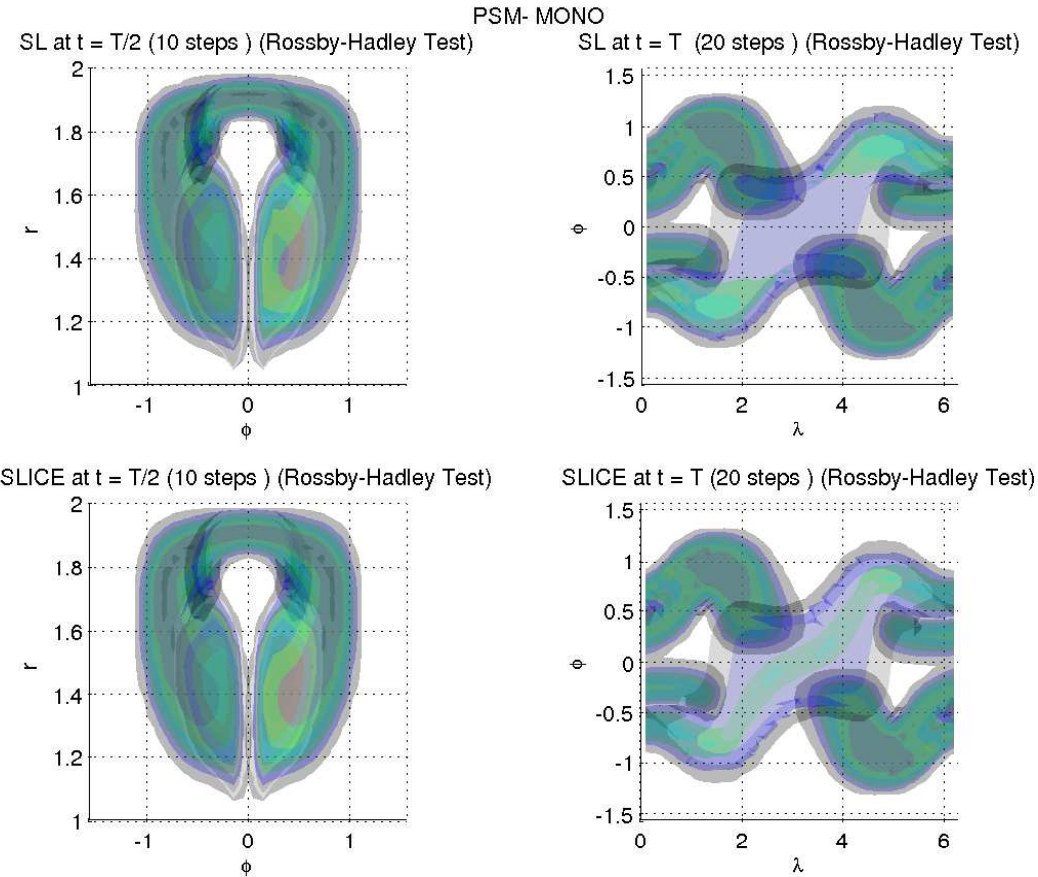 PSM- MONO
SL at t = T/2 (10 steps ) (Rossby-Hadley Test)
2
1.8
1.6
1.4
1.2
1
r
-1 0 1
ϕ
SL at t = T (20 steps ) (Rossby-Hadley Test)
1.5
1
0.5
0
-0.5
-1
-1.5
ϕ
0 2 4 6
λ
SLICE at t = T/2 (10 steps ) (Rossby-Hadley Test)
2
1.8
1.6
1.4
1.2
1
r
-1 0 1
ϕ
SLICE at t = T (20 steps ) (Rossby-Hadley Test)
1.5
1
0.5
0
-0.5
-1
-1.5
ϕ
0 2 4 6
λ